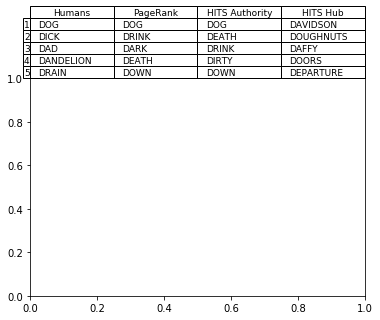 Humans PageRank HITS Authority HITS Hub
1 DOG DOG DOG DAVIDSON
2 DICK DRINK DEATH DOUGHNUTS
3 DAD DARK DRINK DAFFY
4 DANDELION DEATH DIRTY DOORS
5 DRAIN DOWN DOWN DEPARTURE
1.0
0.8
0.6
0.4
0.2
0.0
0.0 0.2 0.4 0.6 0.8 1.0